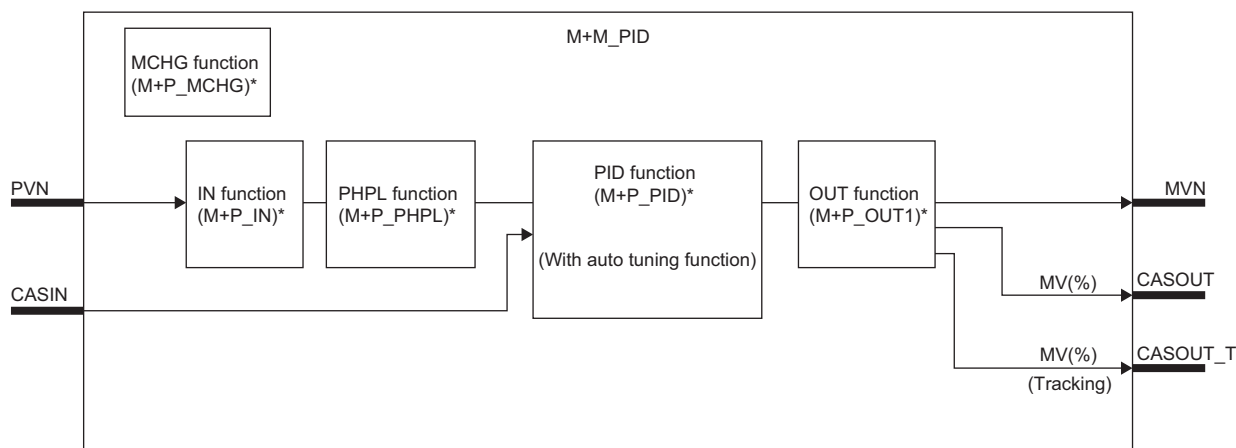 M+M_PID
MCHG function
(M+P_MCHG)*
PVN
IN function
(M+P_IN)*
PHPL function
(M+P_PHPL)*
PID function
(M+P_PID)*
(With auto tuning function)
OUT function
(M+P_OUT1)*
MVN
CASIN
MV(%)
CASOUT
MV(%)
(Tracking)
CASOUT_T